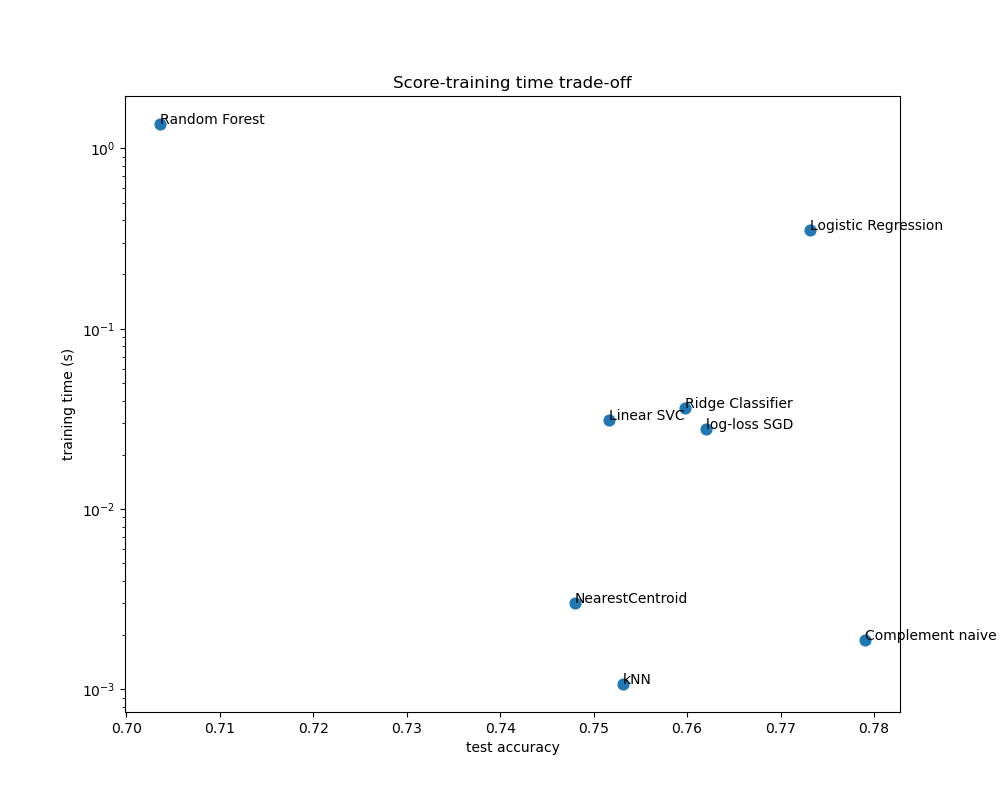 Score-training time trade-off
Random Forest
10⁰
Logistic Regression
10⁻¹
training time (s)
Ridge Classifier
Linear SVC
log-loss SGD
10⁻²
NearestCentroid
Complement naive
kNN
10⁻³
0.70 0.71 0.72 0.73 0.74 0.75 0.76 0.77 0.78
test accuracy